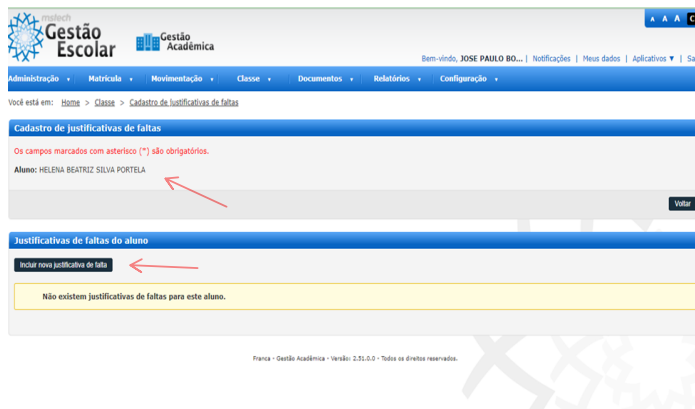 mstech
Gestão
Escolar
Gestão
Acadêmica
A A A C
Bem-vindo, JOSE PAULO BO... | Notificações | Meus dados | Aplicativos ▼ | Sa
Administração Matrícula Movimentação Classe Documentos Relatórios Configuração
Você está em: Home > Classe > Cadastro de justificativas de faltas
Cadastro de justificativas de faltas
Os campos marcados com asterisco (*) são obrigatórios.
Aluno: HELENA BEATRIZ SILVA PORTELA
Voltar
Justificativas de faltas do aluno
Incluir nova justificativa de falta
Não existem justificativas de faltas para este aluno.
Franca - Gestão Acadêmica - Versão: 2.51.0.0 - Todos os direitos reservados.